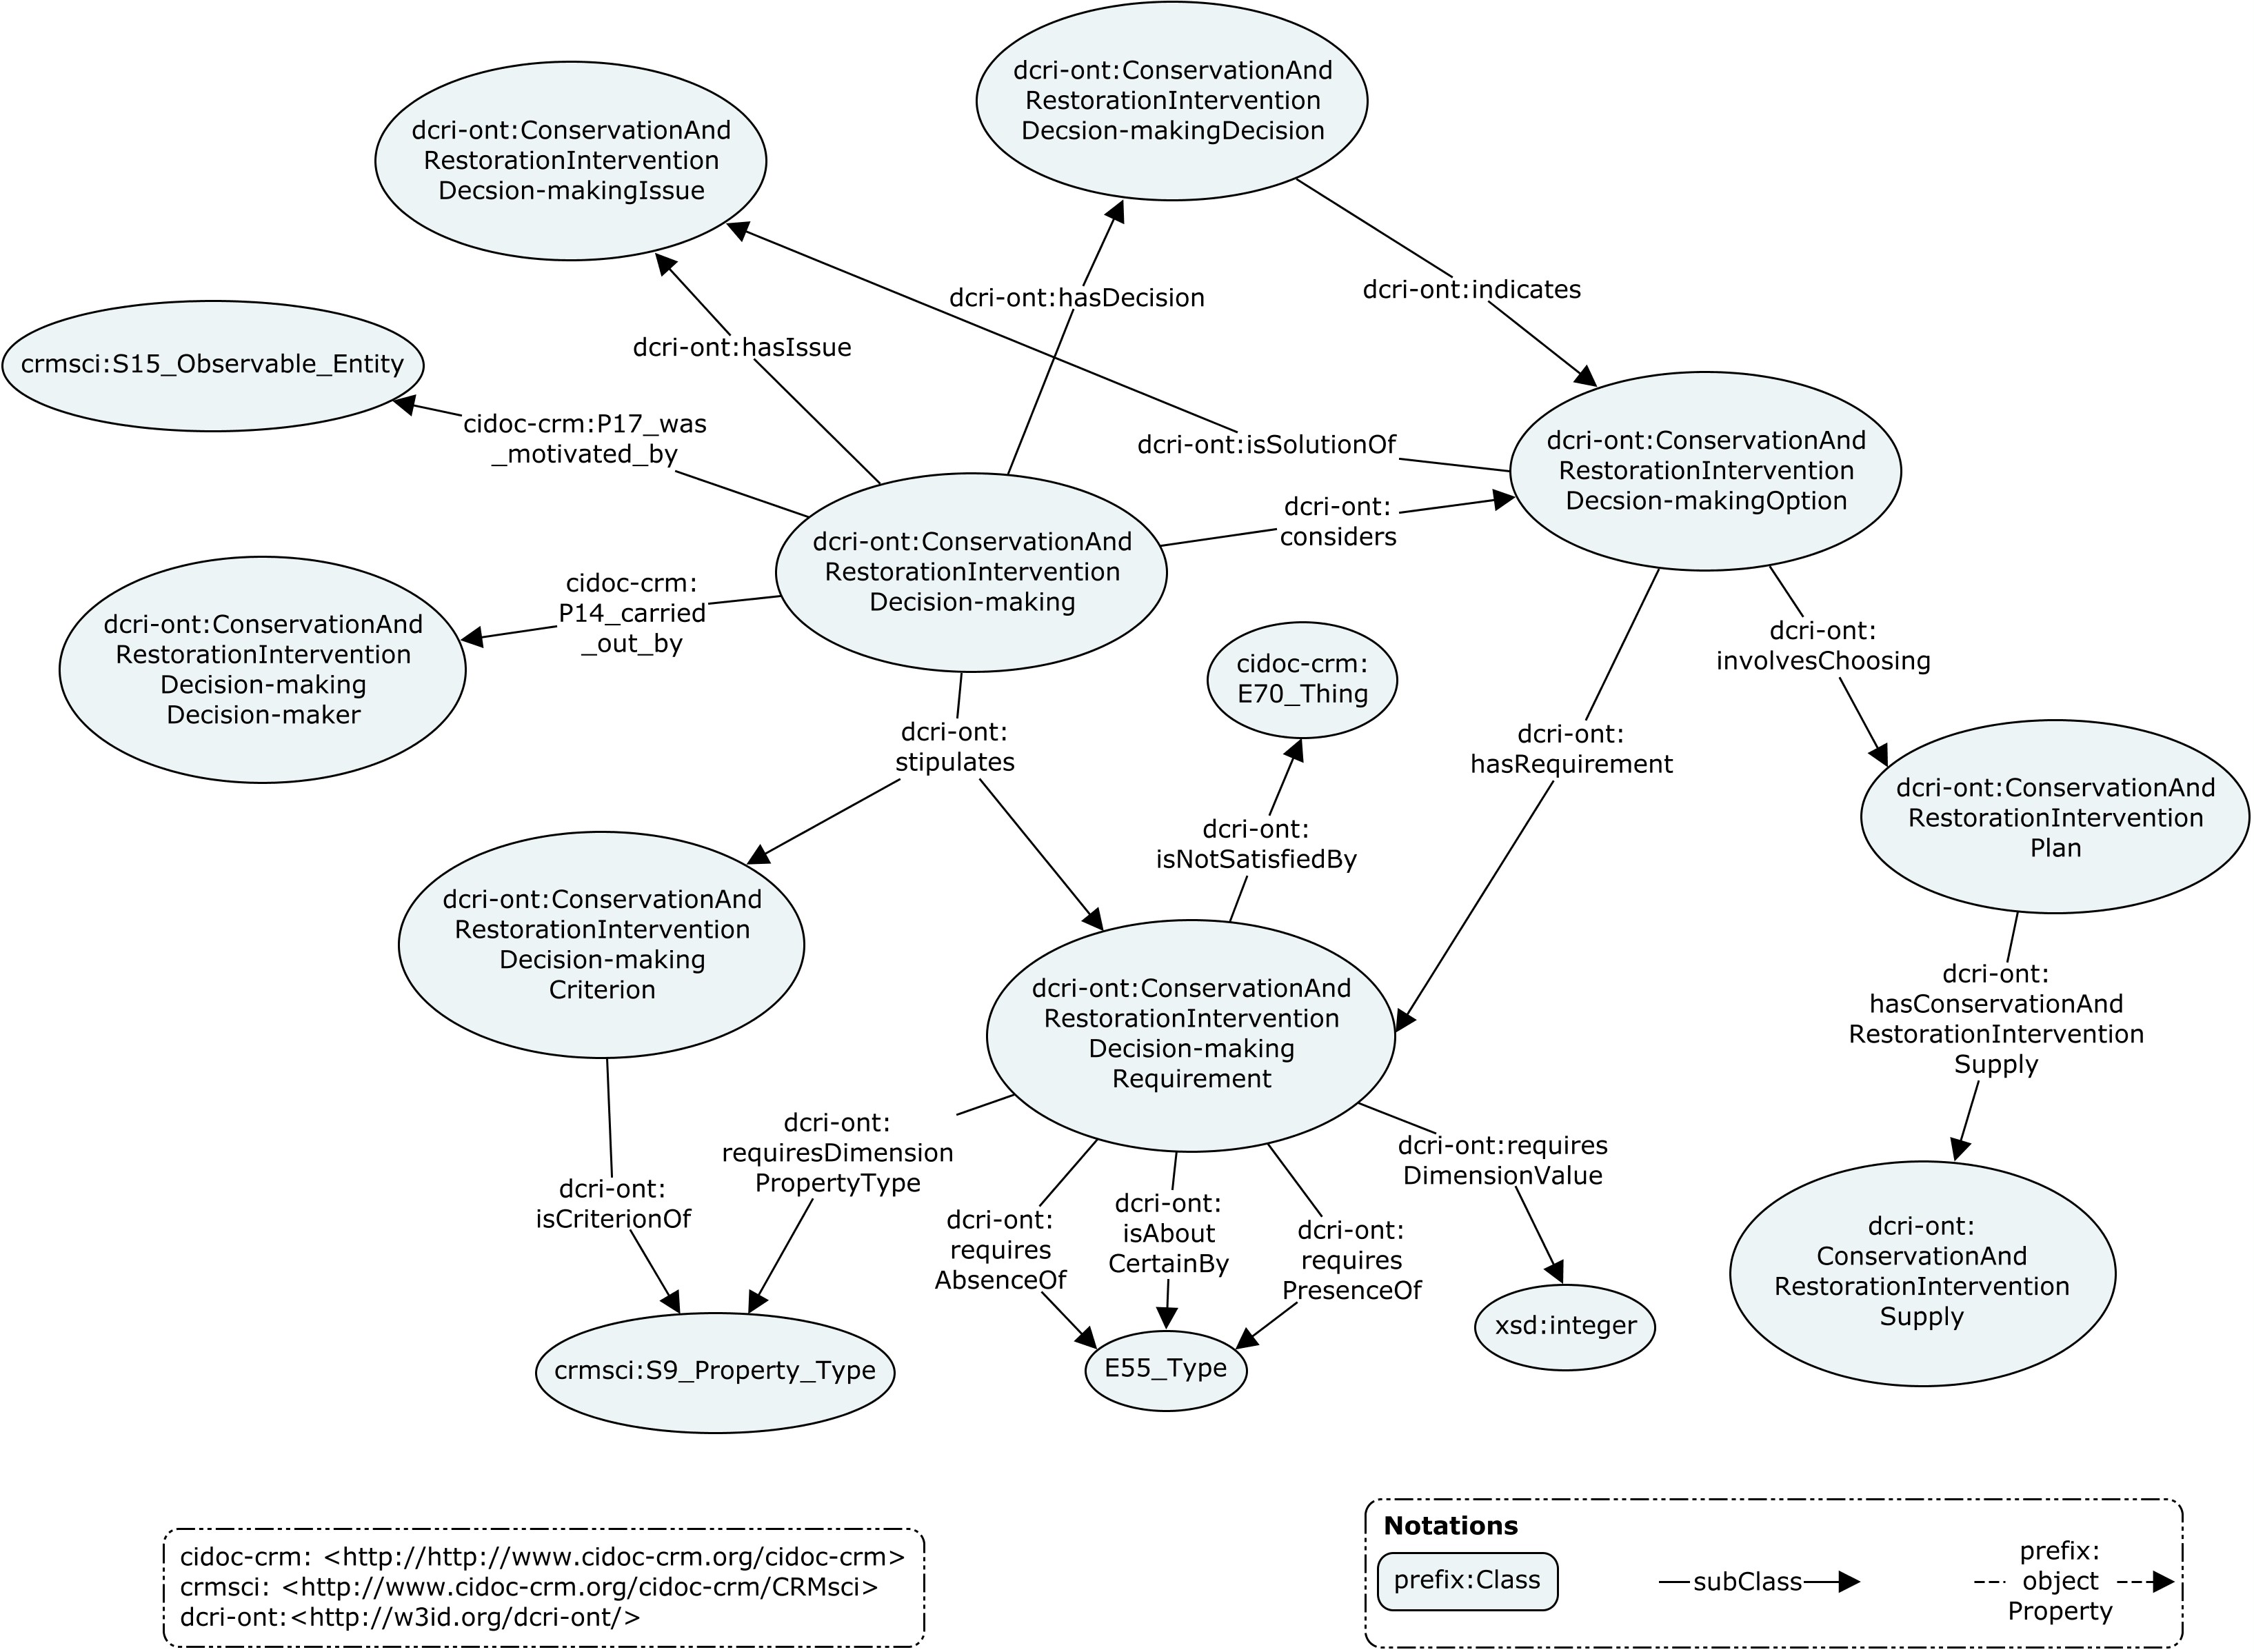 dcri-ont:ConservationAnd
RestorationIntervention
Decsion-makingDecision
dcri-ont:ConservationAnd
RestorationIntervention
Decsion-makingIssue
dcri-ont:indicates
dcri-ont:hasDecision
dcri-ont:hasIssue
crmsci:S15_Observable_Entity
cidoc-crm:P17_was
_motivated_by
dcri-ont:isSolutionOf
dcri-ont:ConservationAnd
RestorationIntervention
Decsion-makingOption
dcri-ont:
considers
dcri-ont:ConservationAnd
RestorationIntervention
Decision-making
cidoc-crm:
P14_carried
_out_by
dcri-ont:ConservationAnd
RestorationIntervention
Decision-making
Decision-maker
cidoc-crm:
E70_Thing
dcri-ont:
involvesChoosing
dcri-ont:
stipulates
dcri-ont:
hasRequirement
dcri-ont:ConservationAnd
RestorationIntervention
Plan
dcri-ont:
isNotSatisfiedBy
dcri-ont:ConservationAnd
RestorationIntervention
Decision-making
Criterion
dcri-ont:ConservationAnd
RestorationIntervention
Decision-making
Requirement
dcri-ont:
hasConservationAnd
RestorationIntervention
Supply
dcri-ont:
requiresDimension
PropertyType
dcri-ont:requires
DimensionValue
dcri-ont:
isCriterionOf
dcri-ont:
requires
AbsenceOf
dcri-ont:
isAbout
CertainBy
dcri-ont:
requires
PresenceOf
dcri-ont:
ConservationAnd
RestorationIntervention
Supply
xsd:integer
crmsci:S9_Property_Type
E55_Type
cidoc-crm: <http://http://www.cidoc-crm.org/cidoc-crm>
crmsci: <http://www.cidoc-crm.org/cidoc-crm/CRMsci>
dcri-ont:<http://w3id.org/dcri-ont/>
Notations
prefix:Class
subClass
prefix:
object
Property